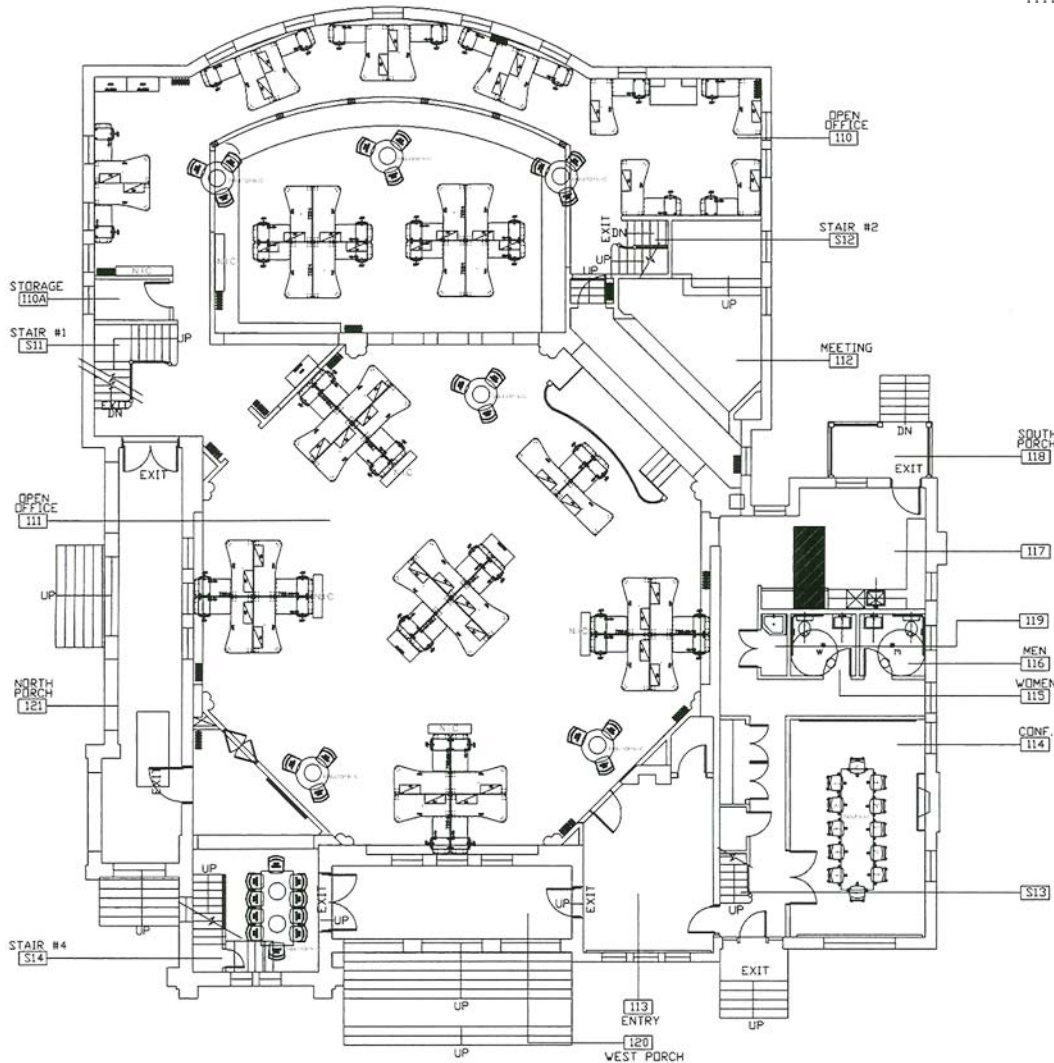 OPEN
OFFICE
110
EXIT
DN
UP
STAIR #2
S12
UP
UP
N·I·C
N·I·C
STORAGE
110A
STAIR #1
S11
UP
EXIT
DN
MEETING
112
DN
SOUTH
PORCH
118
EXIT
EXIT
N·I·C
OPEN
OFFICE
111
117
UP
N·I·C
N·I·C
119
W
M
MEN
116
WOMEN
115
NORTH
PORCH
121
N·I·C
CONF.
114
EXIT
UP
EXIT
UP
EXIT
UP
UP
S13
UP
STAIR #4
S14
EXIT
UP
UP
UP
113
ENTRY
120
WEST PORCH